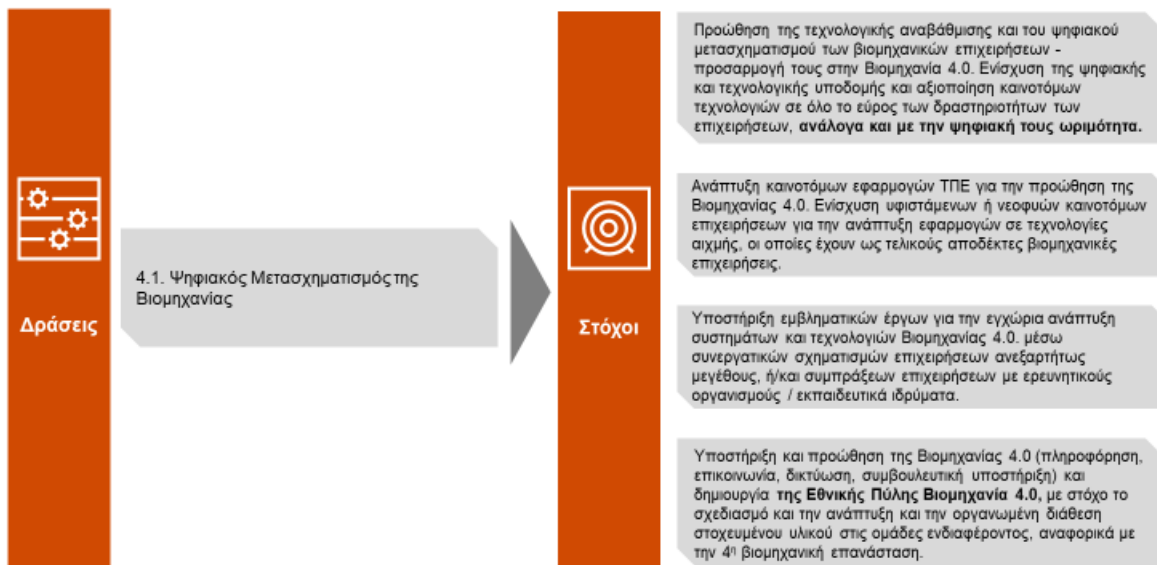 Δράσεις
4.1. Ψηφιακός Μετασχηματισμός της
Βιομηχανίας
Στόχοι
Προώθηση της τεχνολογικής αναβάθμισης και του ψηφιακού
μετασχηματισμού των βιομηχανικών επιχειρήσεων -
προσαρμογή τους στην Βιομηχανία 4.0. Ενίσχυση της ψηφιακής
και τεχνολογικής υποδομής και αξιοποίηση καινοτόμων
τεχνολογιών σε όλο το εύρος των δραστηριοτήτων των
επιχειρήσεων, ανάλογα και με την ψηφιακή τους ωριμότητα.
Ανάπτυξη καινοτόμων εφαρμογών ΤΠΕ για την προώθηση της
Βιομηχανίας 4.0. Ενίσχυση υφιστάμενων ή νεοφυών καινοτόμων
επιχειρήσεων για την ανάπτυξη εφαρμογών σε τεχνολογίες
αιχμής, οι οποίες έχουν ως τελικούς αποδέκτες βιομηχανικές
επιχειρήσεις.
Υποστήριξη εμβληματικών έργων για την εγχώρια ανάπτυξη
συστημάτων και τεχνολογιών Βιομηχανίας 4.0. μέσω
συνεργατικών σχηματισμών επιχειρήσεων ανεξαρτήτως
μεγέθους, ή/και συμπράξεων επιχειρήσεων με ερευνητικούς
οργανισμούς / εκπαιδευτικά ιδρύματα.
Υποστήριξη και προώθηση της Βιομηχανίας 4.0 (πληροφόρηση,
επικοινωνία, δικτύωση, συμβουλευτική υποστήριξη) και
δημιουργία της Εθνικής Πύλης Βιομηχανία 4.0, με στόχο το
σχεδιασμό και την ανάπτυξη και την οργανωμένη διάθεση
στοχευμένου υλικού στις ομάδες ενδιαφέροντος, αναφορικά με
την 4η βιομηχανική επανάσταση.